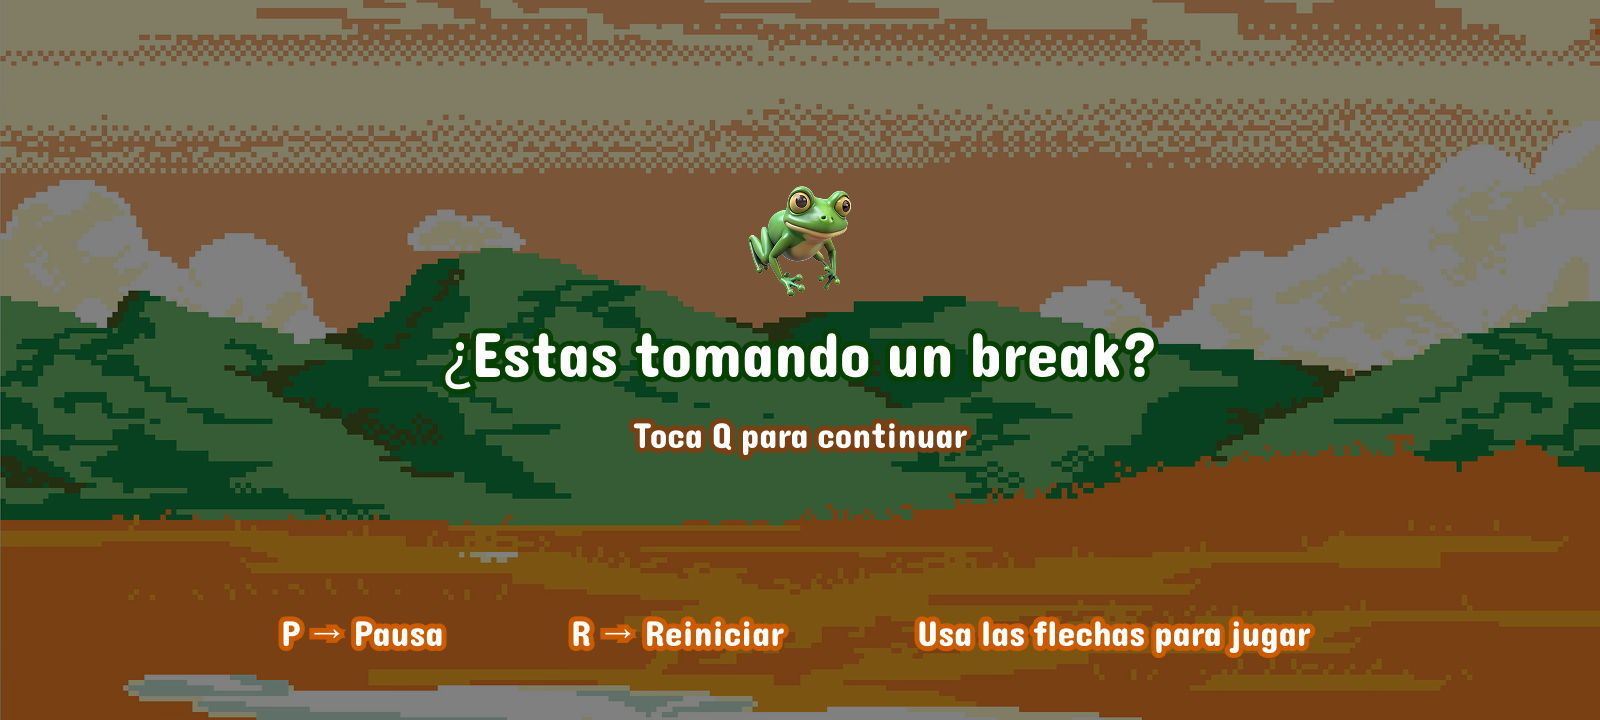 ¿Estas tomando un break?
Toca Q para continuar
P → Pausa
R → Reiniciar
Usa las flechas para jugar